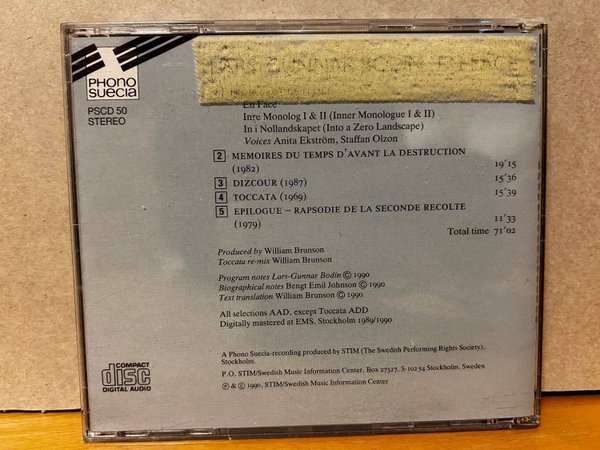 PHONO
SUECIA
PSCD 50
STEREO
LARS-GUNNAR BODIN EN FACE
En Face
Inre Monolog I & II (Inner Monologue I & II)
In i Nollandskapet (Into a Zero Landscape)
Voices Anita Ekström, Staffan Olzon
2 MEMOIRES DU TEMPS D'AVANT LA DESTRUCTION
(1982) 19'15
3 DIZCOUR (1987) 15'36
4 TOCCATA (1969) 15'39
5 EPILOGUE – RAPSODIE DE LA SECONDE RECOLTE
(1979) 11'33
Total time 71'02
Produced by William Brunson
Toccata re-mix William Brunson
Program notes Lars-Gunnar Bodin © 1990
Biographical notes Bengt Emil Johnson © 1990
Text translation William Brunson © 1990
All selections AAD, except Toccata ADD
Digitally mastered at EMS, Stockholm 1989/1990
A Phono Suecia-recording produced by STIM (The Swedish Performing Rights Society),
Stockholm.
P.O. STIM/Swedish Music Information Center, Box 27327, S-102 54 Stockholm, Sweden
℗ & © 1990, STIM/Swedish Music Information Center
COMPACT
disc
DIGITAL AUDIO